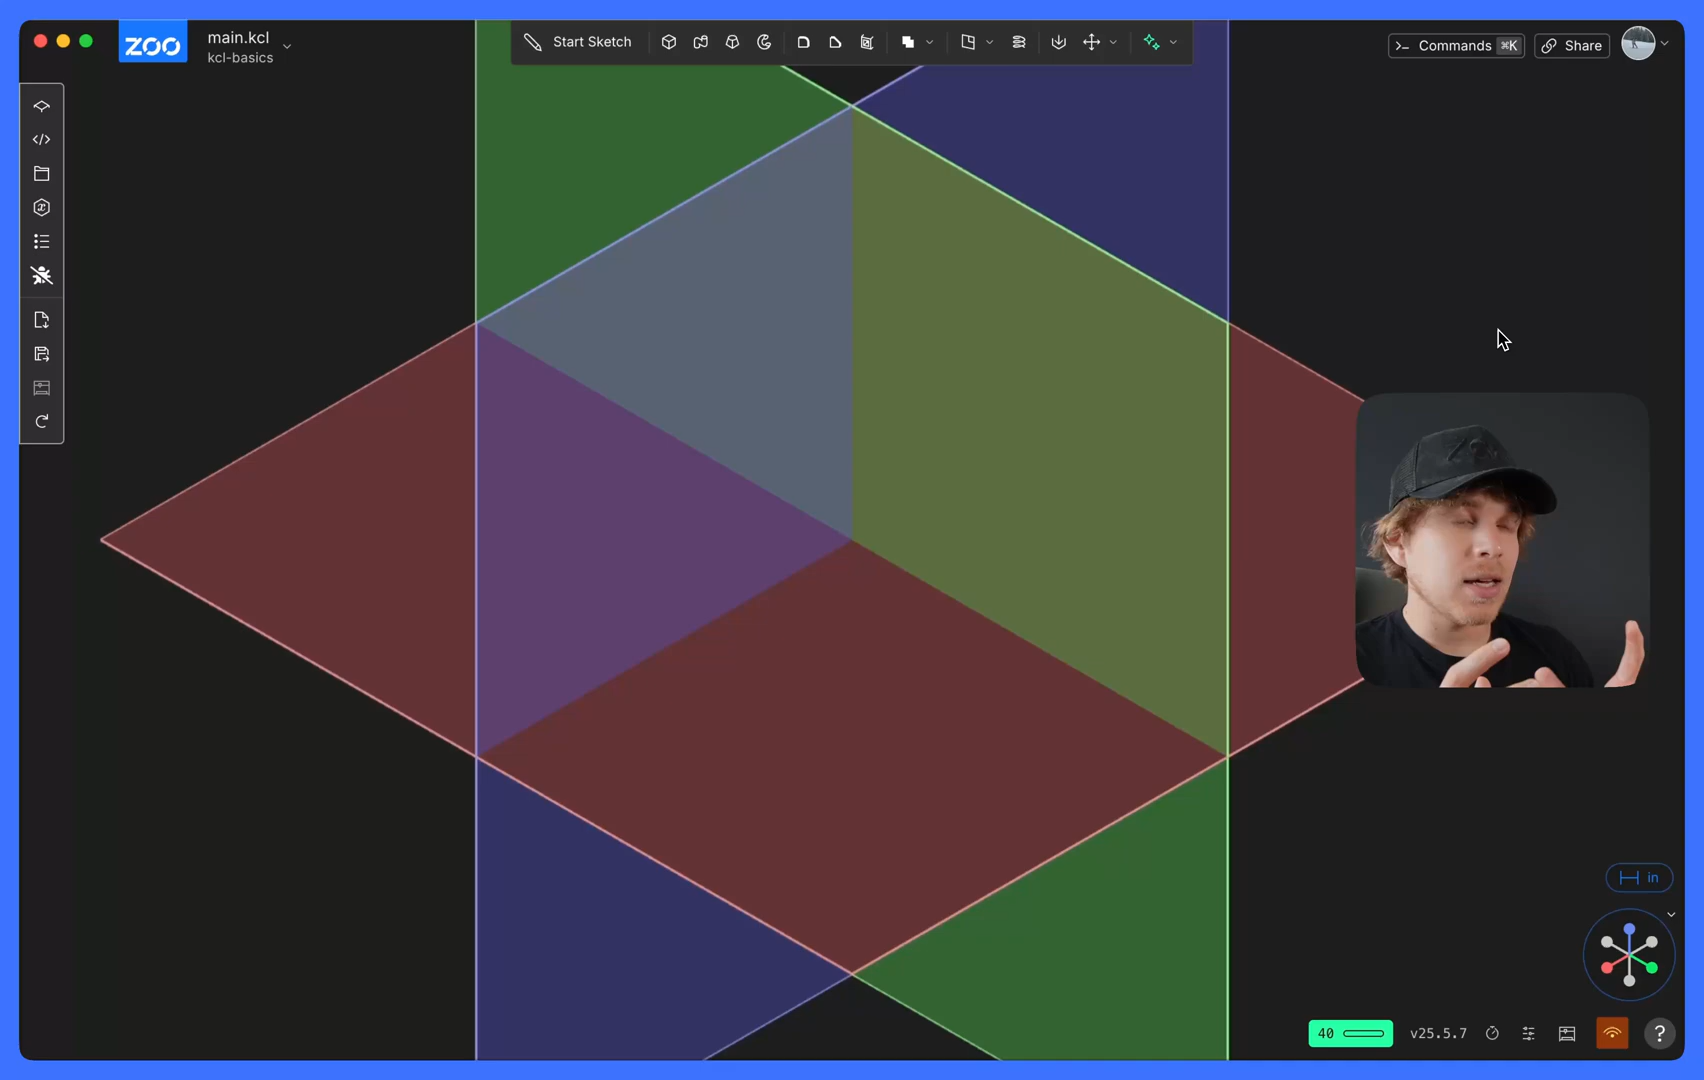 ZOO
main.kcl
kcl-basics
Start Sketch
Commands ⌘K
Share
in
40
v25.5.7
?